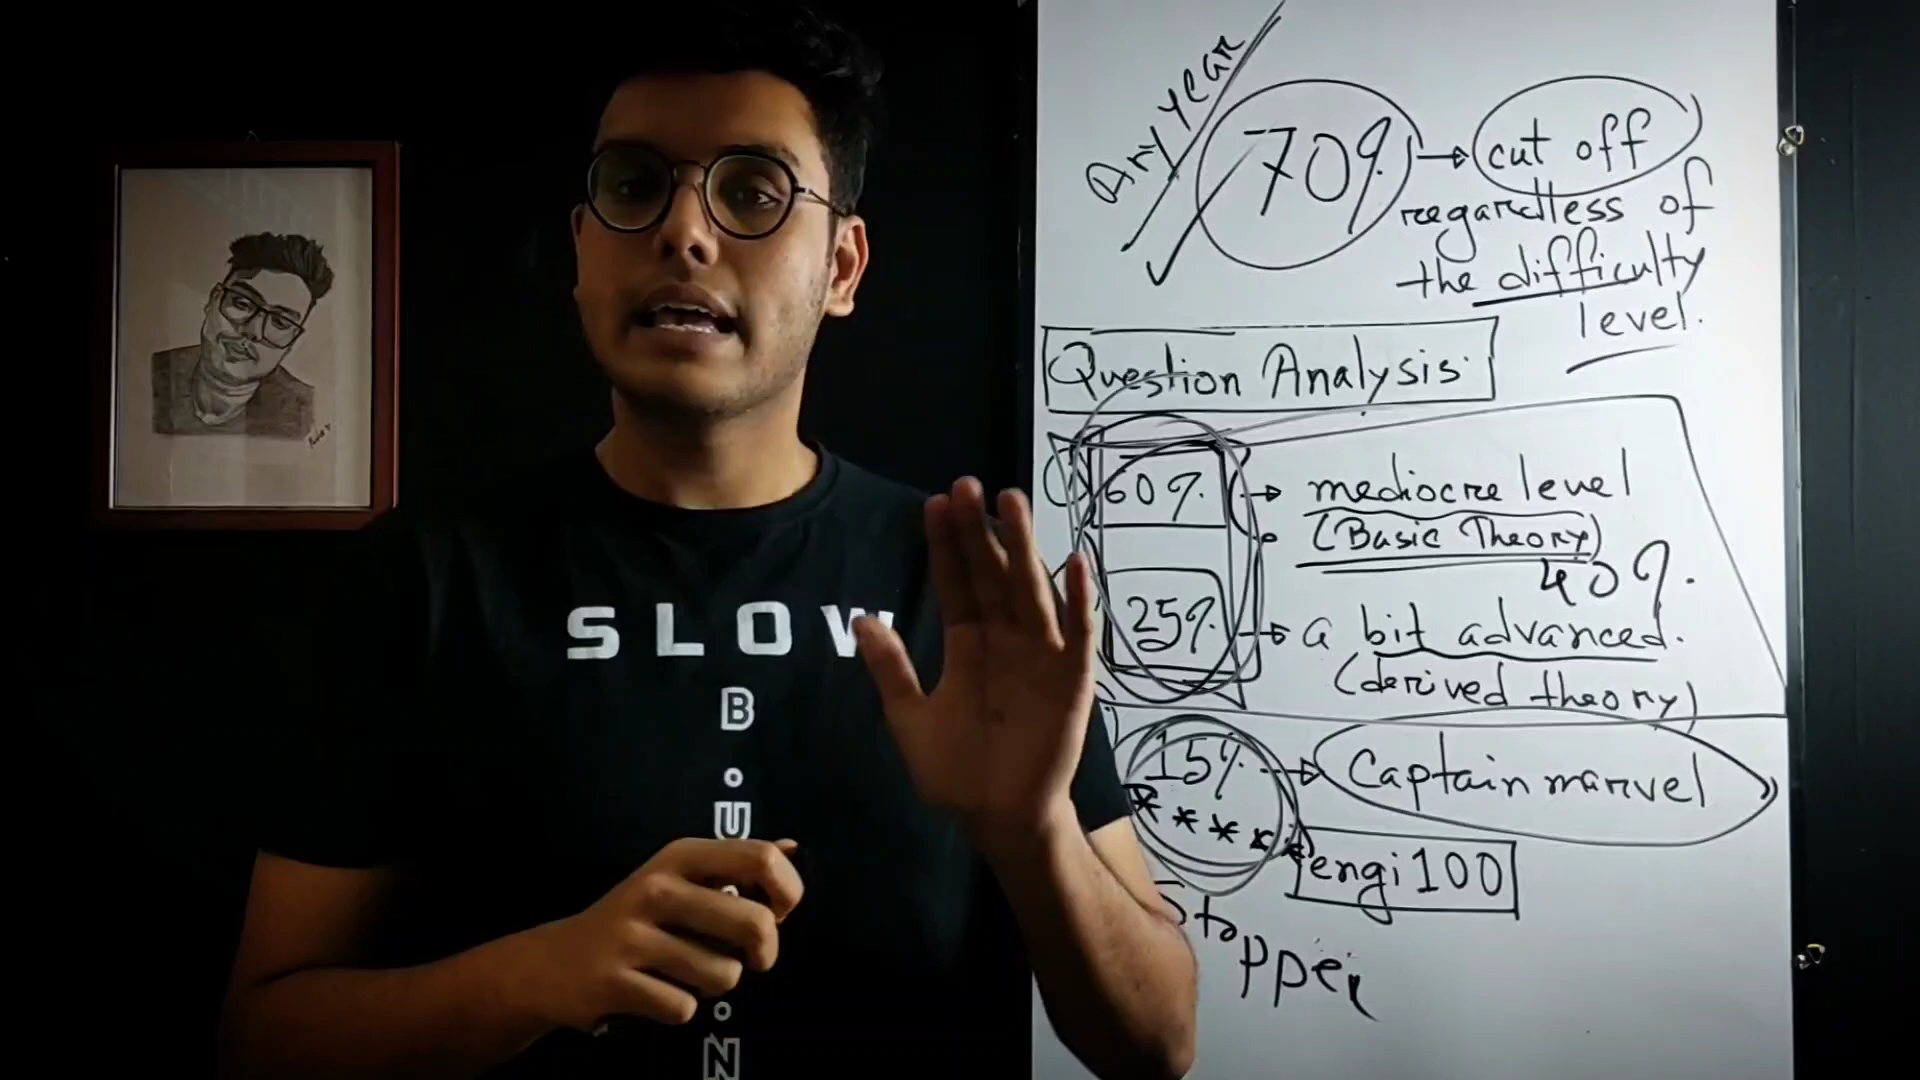 Any year
70% → cut off
regardless of
the difficulty
level.
Question Analysis.
60% → mediocre level
(Basic Theory)
40%.
25% → a bit advanced.
(derived theory)
15% → Captain marvel
* * * *
engi100
Stopper
SLOW
B.U
N